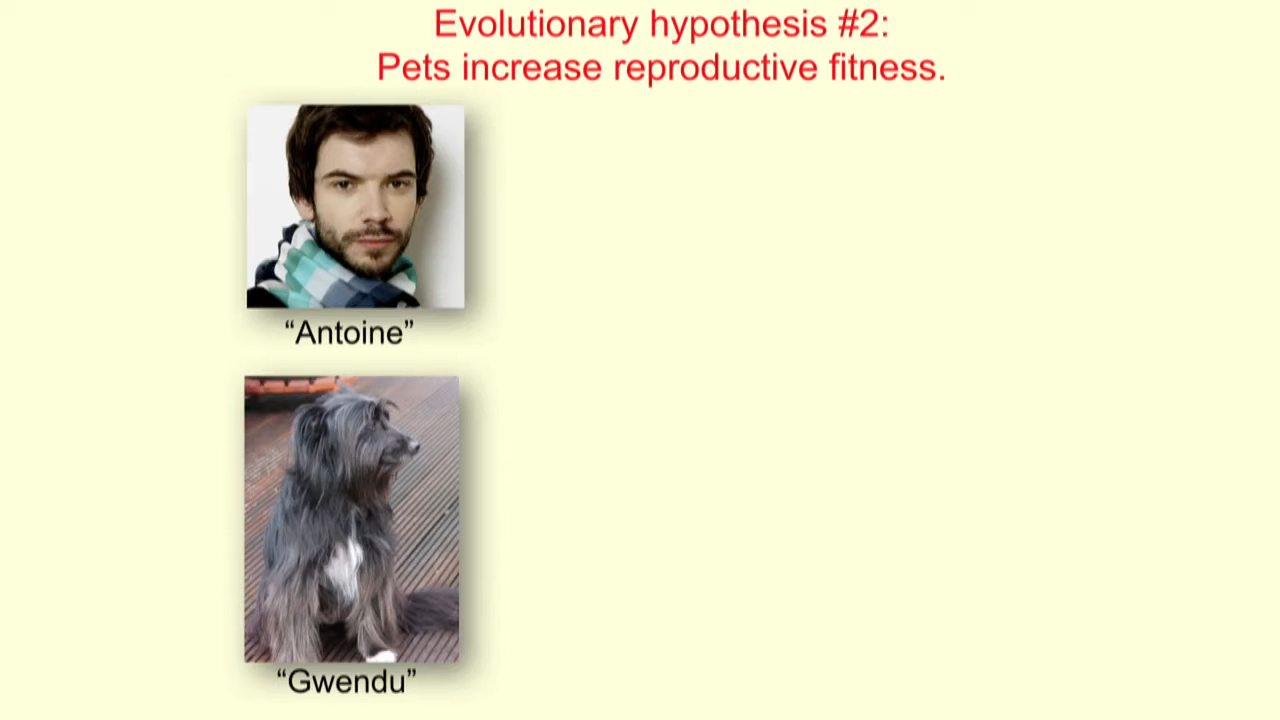 Evolutionary hypothesis #2:
Pets increase reproductive fitness.
“Antoine”
“Gwendu”